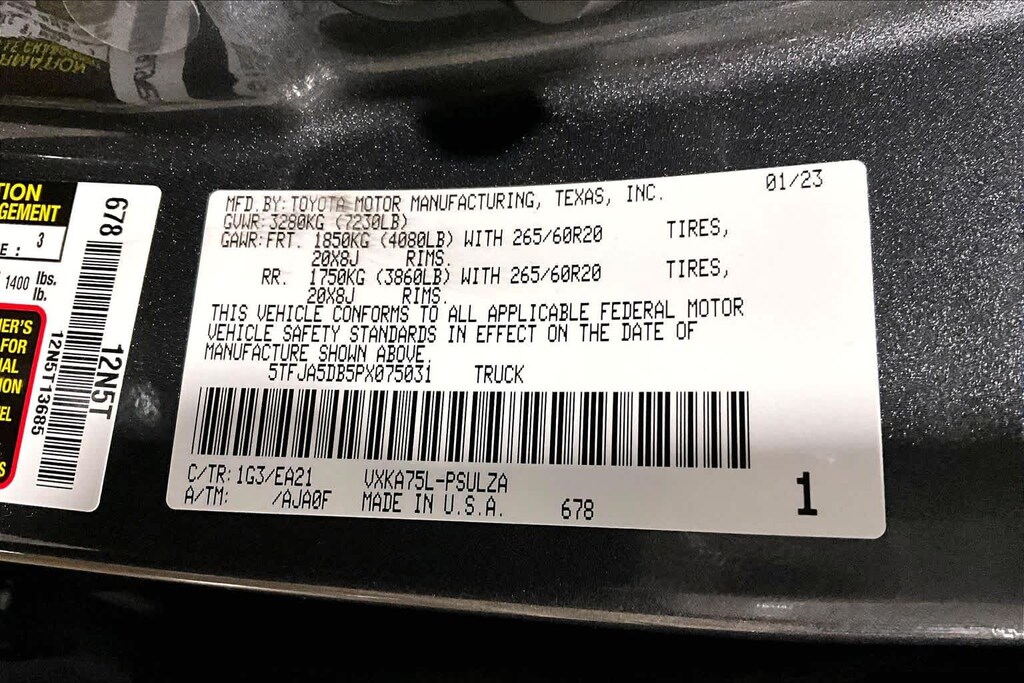 TION
GEMENT
3
E :
1400 lbs.
lb.
ER'S
FOR
ON
678
12N5T
12N5T13685
MFD.BY:TOYOTA MOTOR MANUFACTURING, TEXAS, INC. 01/23
GVWR:3280KG (7230LB)
GAWR:FRT. 1850KG (4080LB) WITH 265/60R20 TIRES,
20X8J RIMS.
RR. 1750KG (3860LB) WITH 265/60R20 TIRES,
20X8J RIMS.
THIS VEHICLE CONFORMS TO ALL APPLICABLE FEDERAL MOTOR
VEHICLE SAFETY STANDARDS IN EFFECT ON THE DATE OF
MANUFACTURE SHOWN ABOVE.
5TFJA5DB5PX075031 TRUCK
C/TR:1G3/EA21 VXKA75L-PSULZA
A/TM: /AJA0F MADE IN U.S.A. 678
1